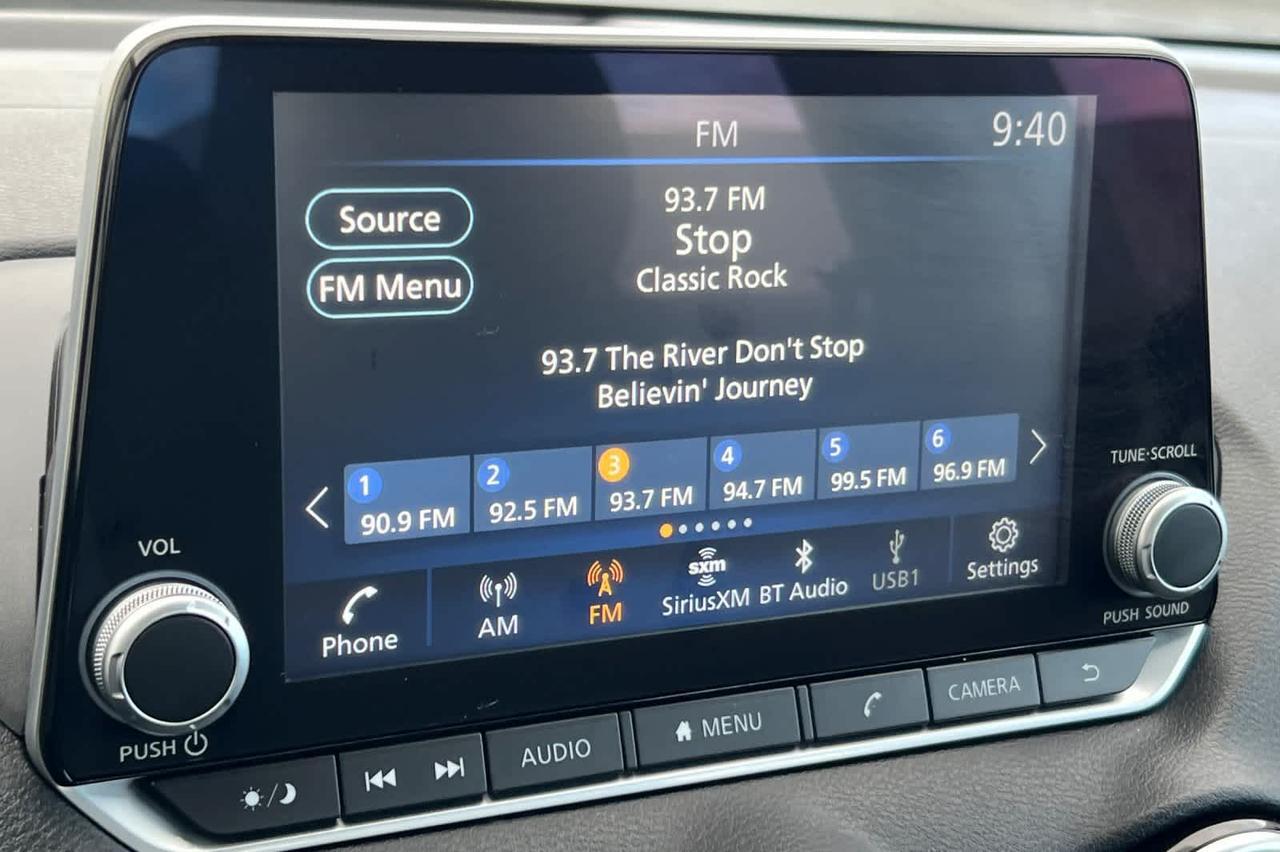 FM
9:40
Source
FM Menu
93.7 FM
Stop
Classic Rock
93.7 The River Don't Stop
Believin' Journey
1
90.9 FM
2
92.5 FM
3
93.7 FM
4
94.7 FM
5
99.5 FM
6
96.9 FM
Phone
AM
FM
sxm
SiriusXM
BT Audio
USB1
Settings
VOL
PUSH
TUNE·SCROLL
PUSH SOUND
AUDIO
MENU
CAMERA